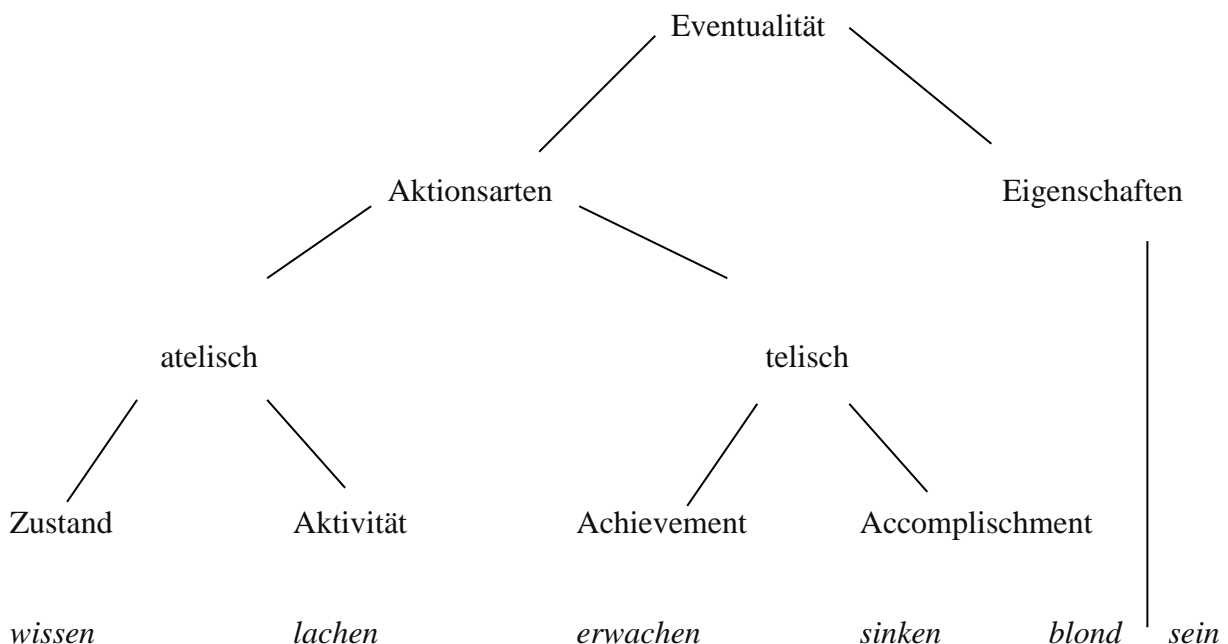 Eventualität
Aktionsarten Eigenschaften
atelisch telisch
Zustand Aktivität Achievement Accomplischment
wissen lachen erwachen sinken blond sein